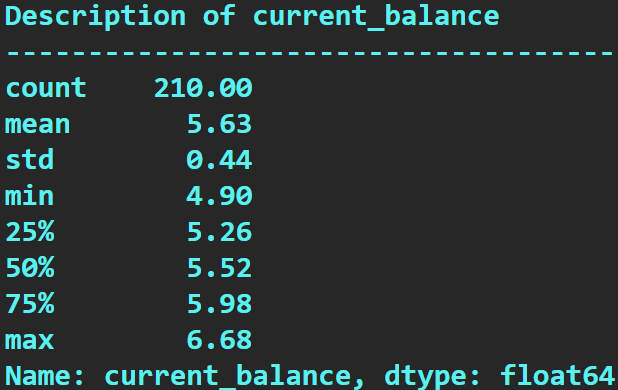 Description of current_balance
-------------------------------------
count    210.00
mean       5.63
std        0.44
min        4.90
25%        5.26
50%        5.52
75%        5.98
max        6.68
Name: current_balance, dtype: float64